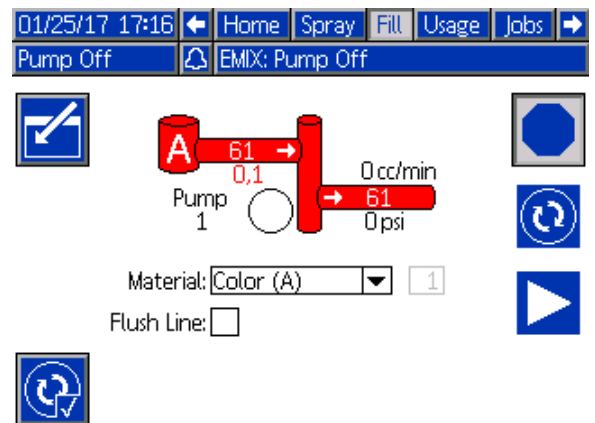 01/25/17 17:16 Home Spray Fill Usage Jobs
Pump Off EMIX: Pump Off
A 61
0,1
0 cc/min
Pump
1
61
0 psi
Material: Color (A) 1
Flush Line: